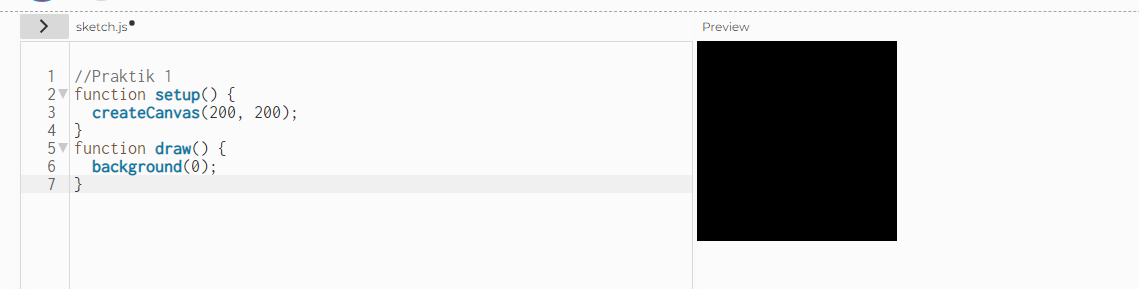 sketch.js●
Preview
1 //Praktik 1
2 function setup() {
3   createCanvas(200, 200);
4 }
5 function draw() {
6   background(0);
7 }